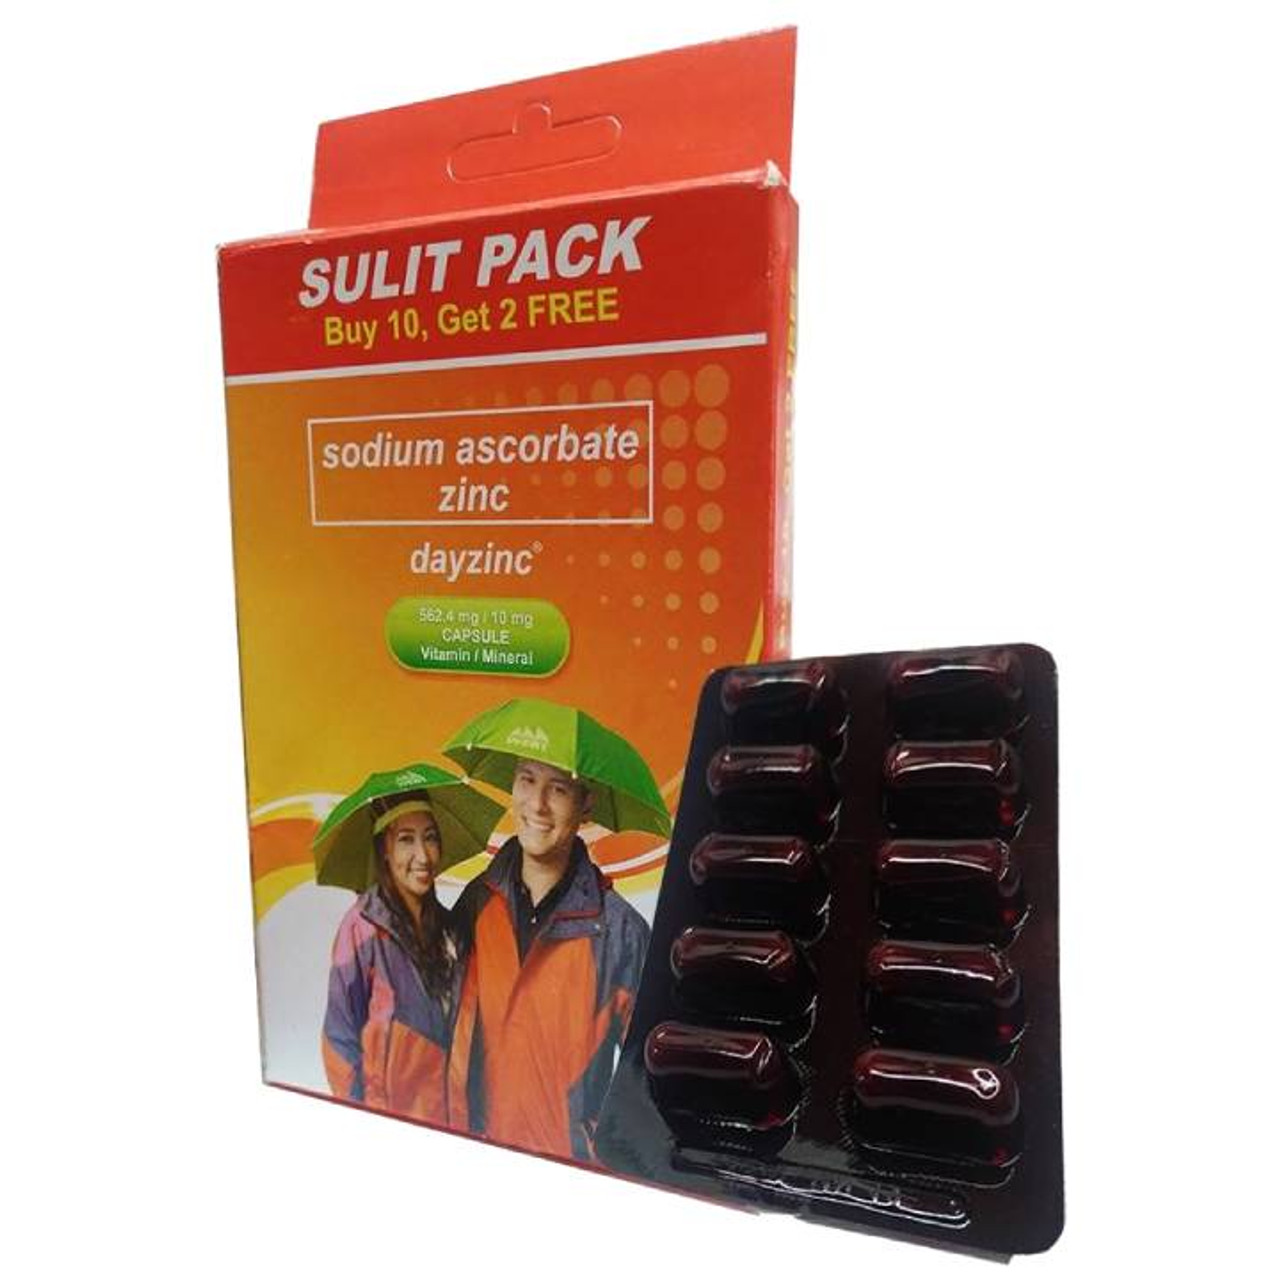 SULIT PACK
Buy 10, Get 2 FREE
sodium ascorbate
zinc
dayzinc®
562.4 mg / 10 mg
CAPSULE
Vitamin / Mineral